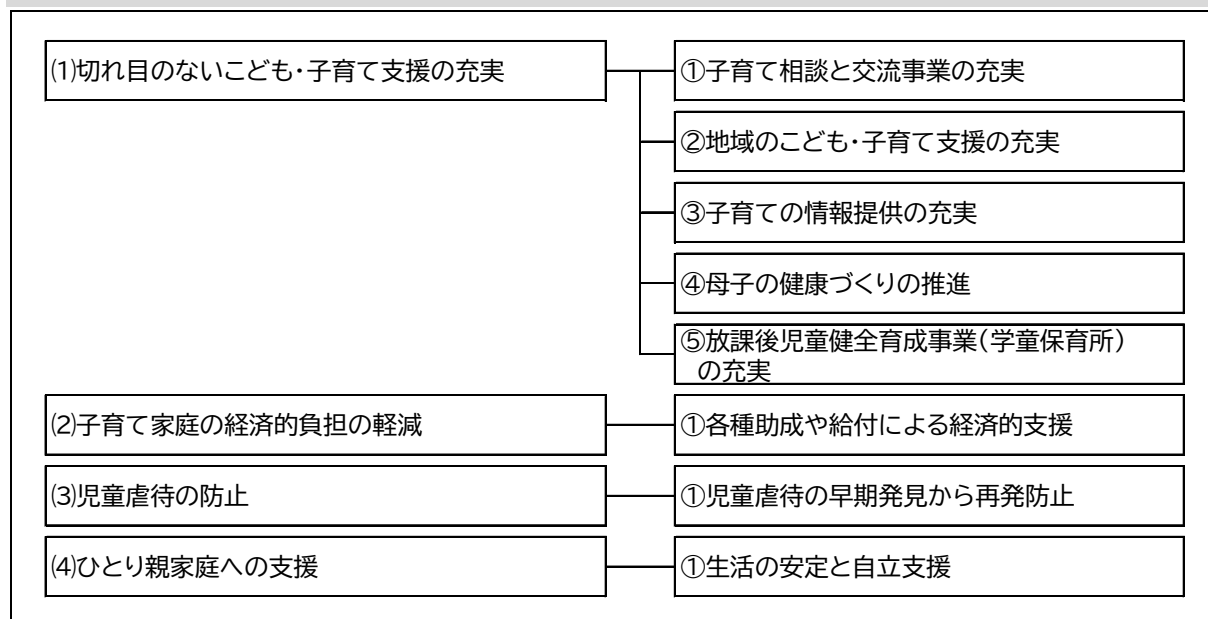 ⑴切れ目のないこども・子育て支援の充実
①子育て相談と交流事業の充実
②地域のこども・子育て支援の充実
③子育ての情報提供の充実
④母子の健康づくりの推進
⑤放課後児童健全育成事業(学童保育所)
の充実
⑵子育て家庭の経済的負担の軽減
①各種助成や給付による経済的支援
⑶児童虐待の防止
①児童虐待の早期発見から再発防止
⑷ひとり親家庭への支援
①生活の安定と自立支援